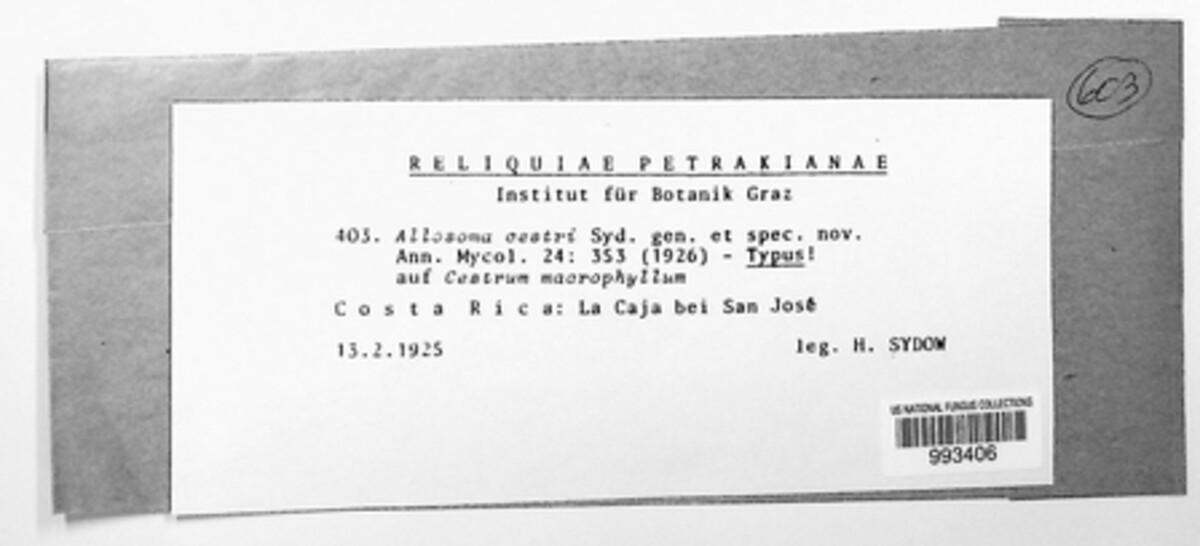 603
RELIQUIAE PETRAKIANAE
Institut für Botanik Graz
403. Allosoma cestri Syd. gen. et spec. nov.
Ann. Mycol. 24: 353 (1926) - Typus!
auf Cestrum macrophyllum
Costa Rica: La Caja bei San José
13.2.1925 leg. H. SYDOW
US NATIONAL FUNGUS COLLECTIONS
993406